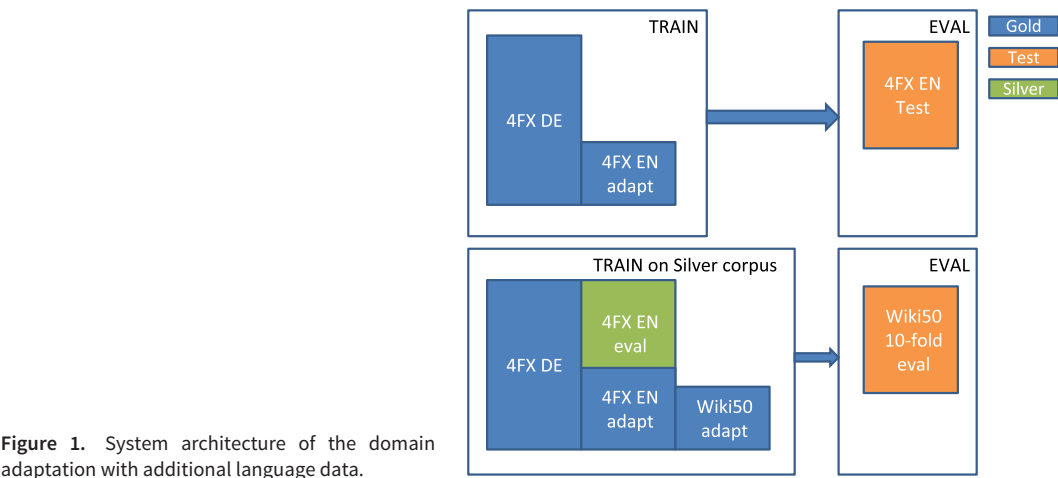 TRAIN
4FX DE
4FX EN
adapt
EVAL
4FX EN
Test
Gold
Test
Silver
TRAIN on Silver corpus
4FX DE
4FX EN
eval
4FX EN
adapt
Wiki50
adapt
EVAL
Wiki50
10-fold
eval
Figure 1. System architecture of the domain
adaptation with additional language data.